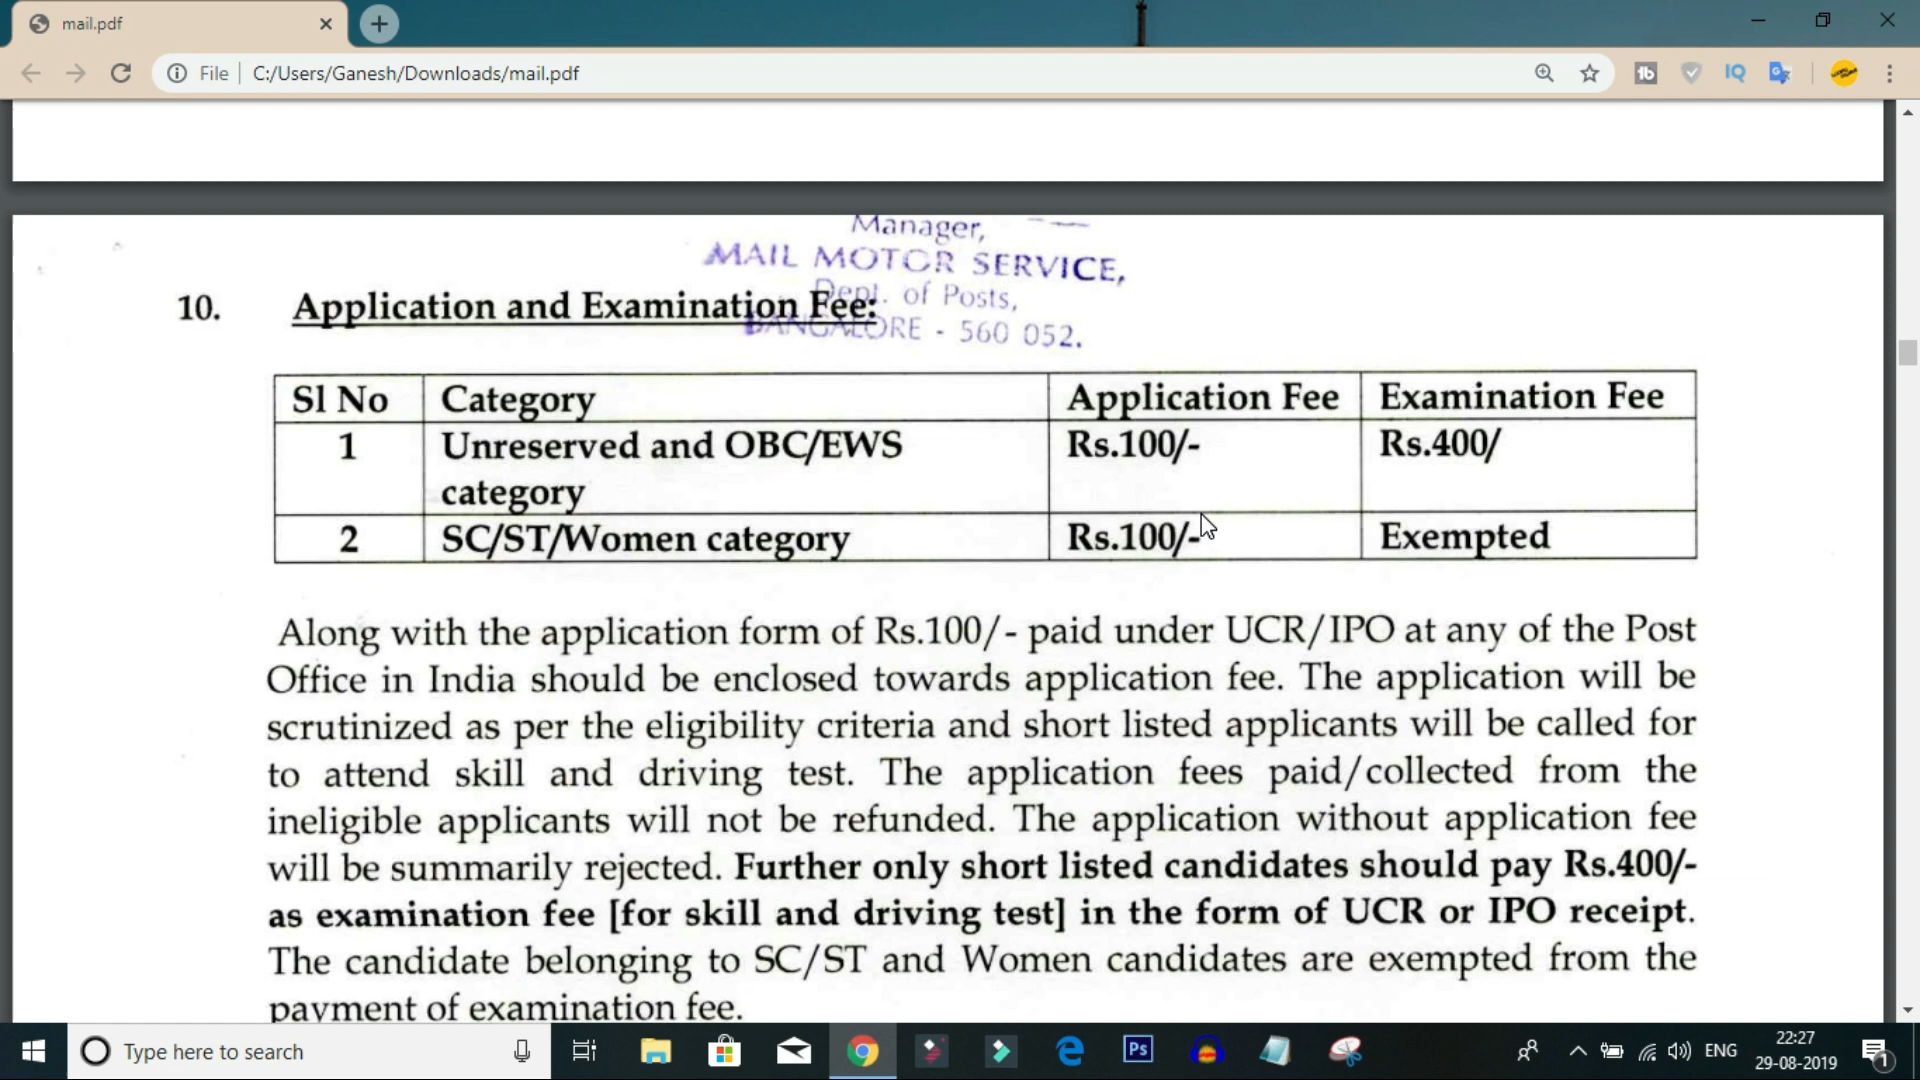 mail.pdf
File
C:/Users/Ganesh/Downloads/mail.pdf
Manager,
MAIL MOTOR SERVICE,
Dept. of Posts,
BANGALORE - 560 052.
10. Application and Examination Fee:
Sl No Category Application Fee Examination Fee
1 Unreserved and OBC/EWS Rs.100/- Rs.400/
category
2 SC/ST/Women category Rs.100/- Exempted
Along with the application form of Rs.100/- paid under UCR/IPO at any of the Post
Office in India should be enclosed towards application fee. The application will be
scrutinized as per the eligibility criteria and short listed applicants will be called for
to attend skill and driving test. The application fees paid/collected from the
ineligible applicants will not be refunded. The application without application fee
will be summarily rejected. Further only short listed candidates should pay Rs.400/-
as examination fee [for skill and driving test] in the form of UCR or IPO receipt.
The candidate belonging to SC/ST and Women candidates are exempted from the
payment of examination fee.
Type here to search
Ps
ENG
22:27
29-08-2019
1